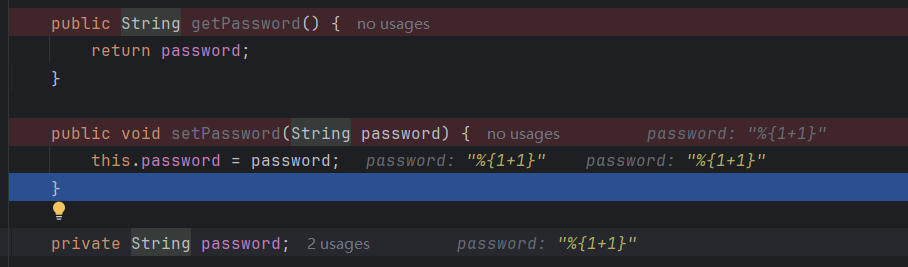 public String getPassword() { no usages
return password;
}
public void setPassword(String password) { no usages password: "%{1+1}"
this.password = password; password: "%{1+1}" password: "%{1+1}"
}
private String password; 2 usages password: "%{1+1}"